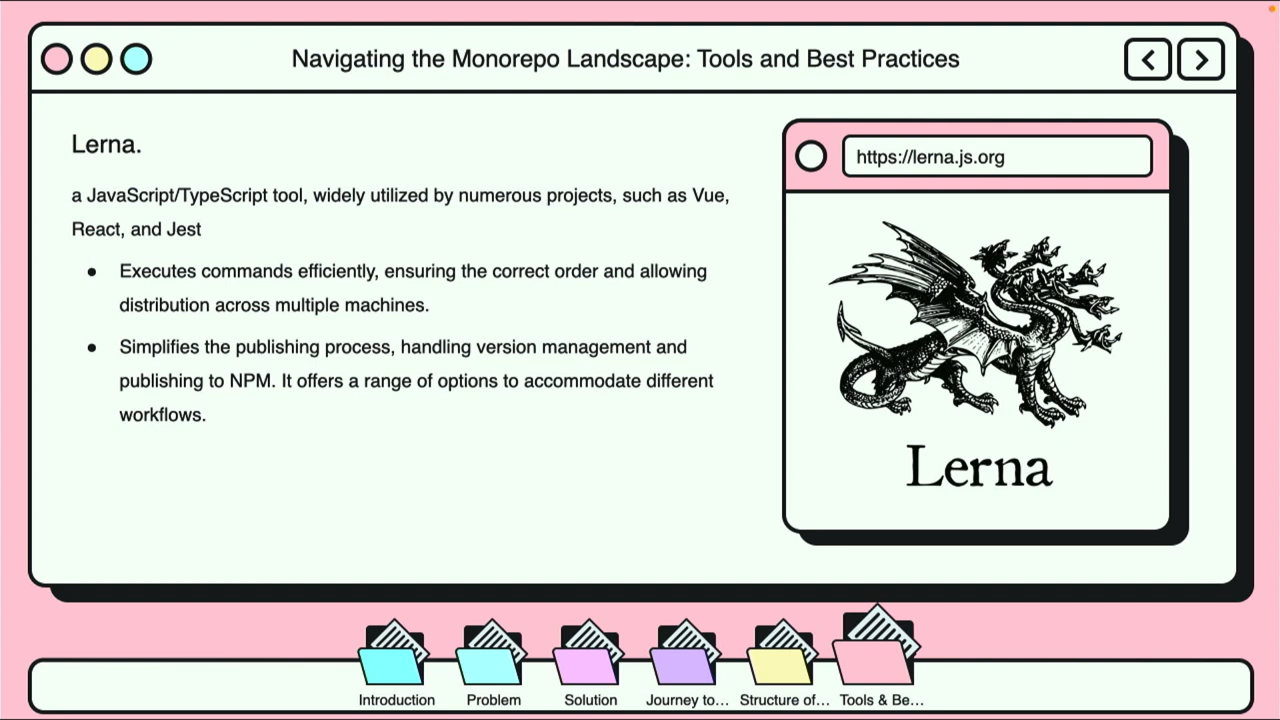 Navigating the Monorepo Landscape: Tools and Best Practices
Lerna.
a JavaScript/TypeScript tool, widely utilized by numerous projects, such as Vue,
React, and Jest
● Executes commands efficiently, ensuring the correct order and allowing
distribution across multiple machines.
● Simplifies the publishing process, handling version management and
publishing to NPM. It offers a range of options to accommodate different
workflows.
https://lerna.js.org
Lerna
Introduction
Problem
Solution
Journey to...
Structure of...
Tools & Be...